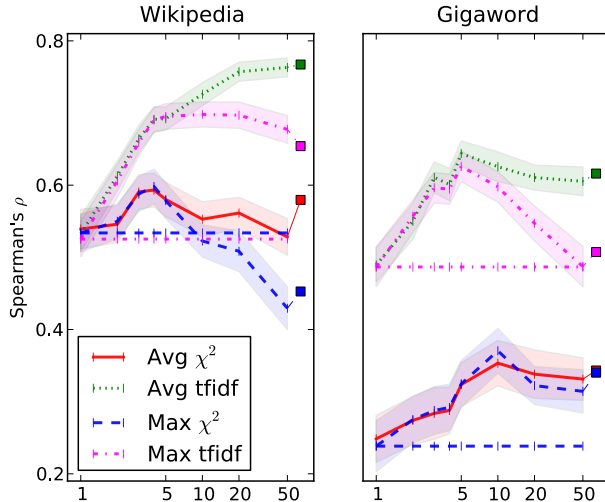 Wikipedia
Gigaword
Spearman's ρ
0.8
0.6
0.4
0.2
Avg χ²
Avg tfidf
Max χ²
Max tfidf
1 5 10 20 50
1 5 10 20 50